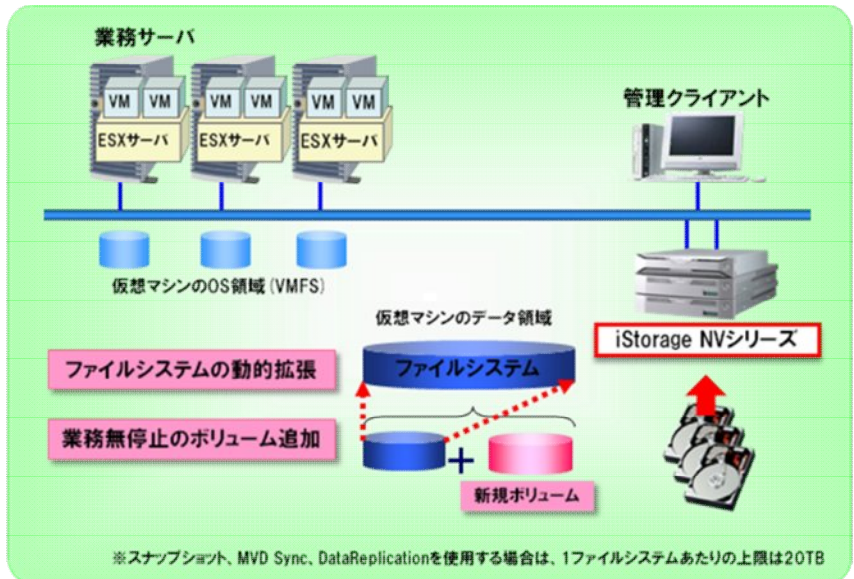 業務サーバ
VM VM VM VM VM VM
ESXサーバ ESXサーバ ESXサーバ
管理クライアント
仮想マシンのOS領域(VMFS)
仮想マシンのデータ領域
iStorage NVシリーズ
ファイルシステムの動的拡張
ファイルシステム
業務無停止のボリューム追加
+
新規ボリューム
※スナップショット、MVD Sync、DataReplicationを使用する場合は、1ファイルシステムあたりの上限は20TB